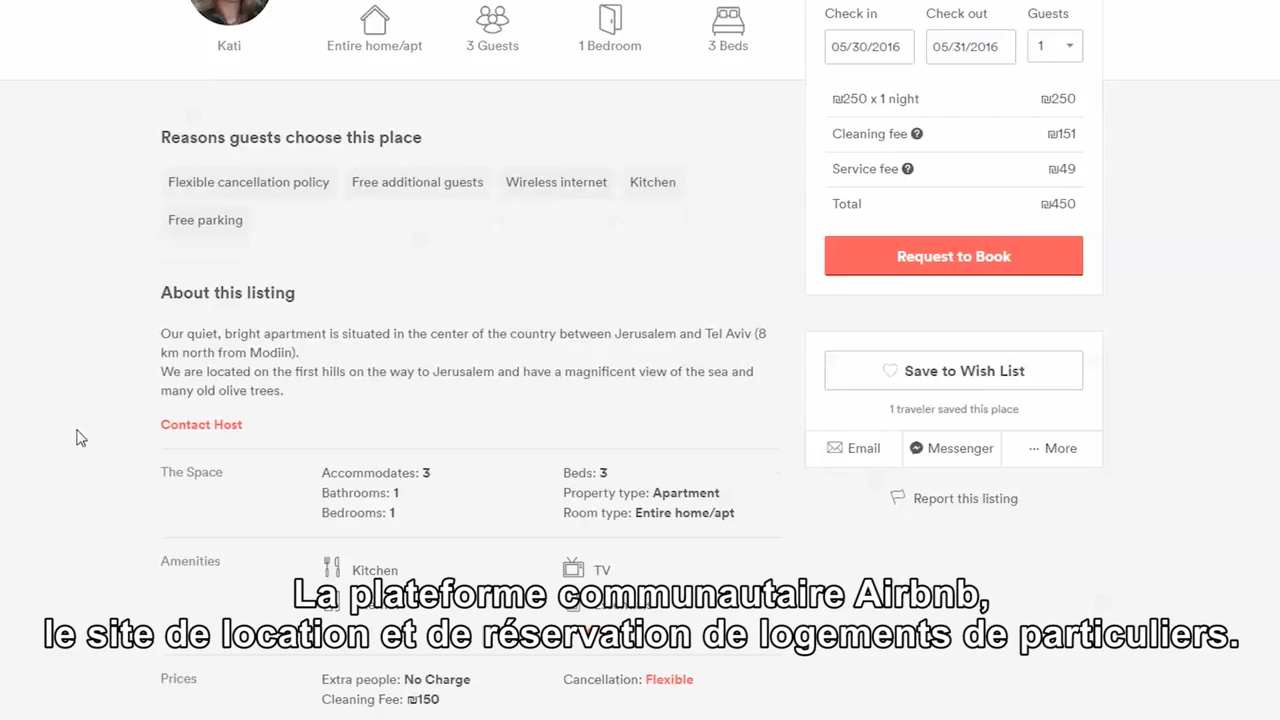 Kati
Entire home/apt
3 Guests
1 Bedroom
3 Beds
Check in
Check out
Guests
05/30/2016
05/31/2016
1
₪250 x 1 night
₪250
Cleaning fee
₪151
Service fee
₪49
Total
₪450
Request to Book
Reasons guests choose this place
Flexible cancellation policy
Free additional guests
Wireless internet
Kitchen
Free parking
About this listing
Our quiet, bright apartment is situated in the center of the country between Jerusalem and Tel Aviv (8
km north from Modiin).
We are located on the first hills on the way to Jerusalem and have a magnificent view of the sea and
many old olive trees.
Contact Host
Save to Wish List
1 traveler saved this place
Email
Messenger
··· More
Report this listing
The Space
Accommodates: 3
Beds: 3
Bathrooms: 1
Property type: Apartment
Bedrooms: 1
Room type: Entire home/apt
Amenities
Kitchen
TV
La plateforme communautaire Airbnb,
le site de location et de réservation de logements de particuliers.
Prices
Extra people: No Charge
Cancellation: Flexible
Cleaning Fee: ₪150